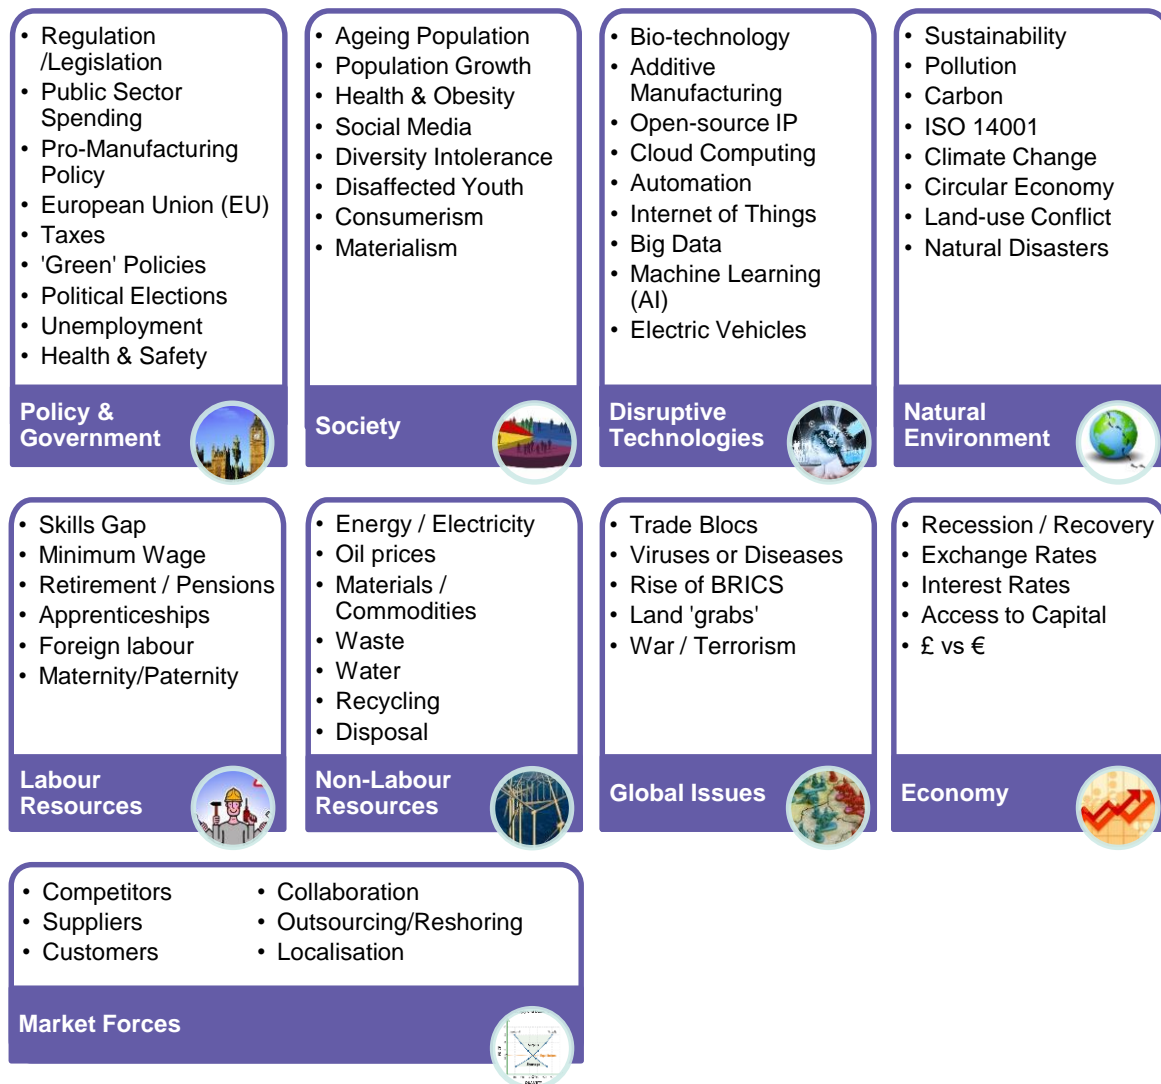 • Regulation
/Legislation
• Public Sector
Spending
• Pro-Manufacturing
Policy
• European Union (EU)
• Taxes
• 'Green' Policies
• Political Elections
• Unemployment
• Health & Safety
Policy &
Government
• Ageing Population
• Population Growth
• Health & Obesity
• Social Media
• Diversity Intolerance
• Disaffected Youth
• Consumerism
• Materialism
Society
• Bio-technology
• Additive
Manufacturing
• Open-source IP
• Cloud Computing
• Automation
• Internet of Things
• Big Data
• Machine Learning
(AI)
• Electric Vehicles
Disruptive
Technologies
• Sustainability
• Pollution
• Carbon
• ISO 14001
• Climate Change
• Circular Economy
• Land-use Conflict
• Natural Disasters
Natural
Environment
• Skills Gap
• Minimum Wage
• Retirement / Pensions
• Apprenticeships
• Foreign labour
• Maternity/Paternity
Labour
Resources
• Energy / Electricity
• Oil prices
• Materials /
Commodities
• Waste
• Water
• Recycling
• Disposal
Non-Labour
Resources
• Trade Blocs
• Viruses or Diseases
• Rise of BRICS
• Land 'grabs'
• War / Terrorism
Global Issues
• Recession / Recovery
• Exchange Rates
• Interest Rates
• Access to Capital
• £ vs €
Economy
• Competitors
• Suppliers
• Customers
• Collaboration
• Outsourcing/Reshoring
• Localisation
Market Forces